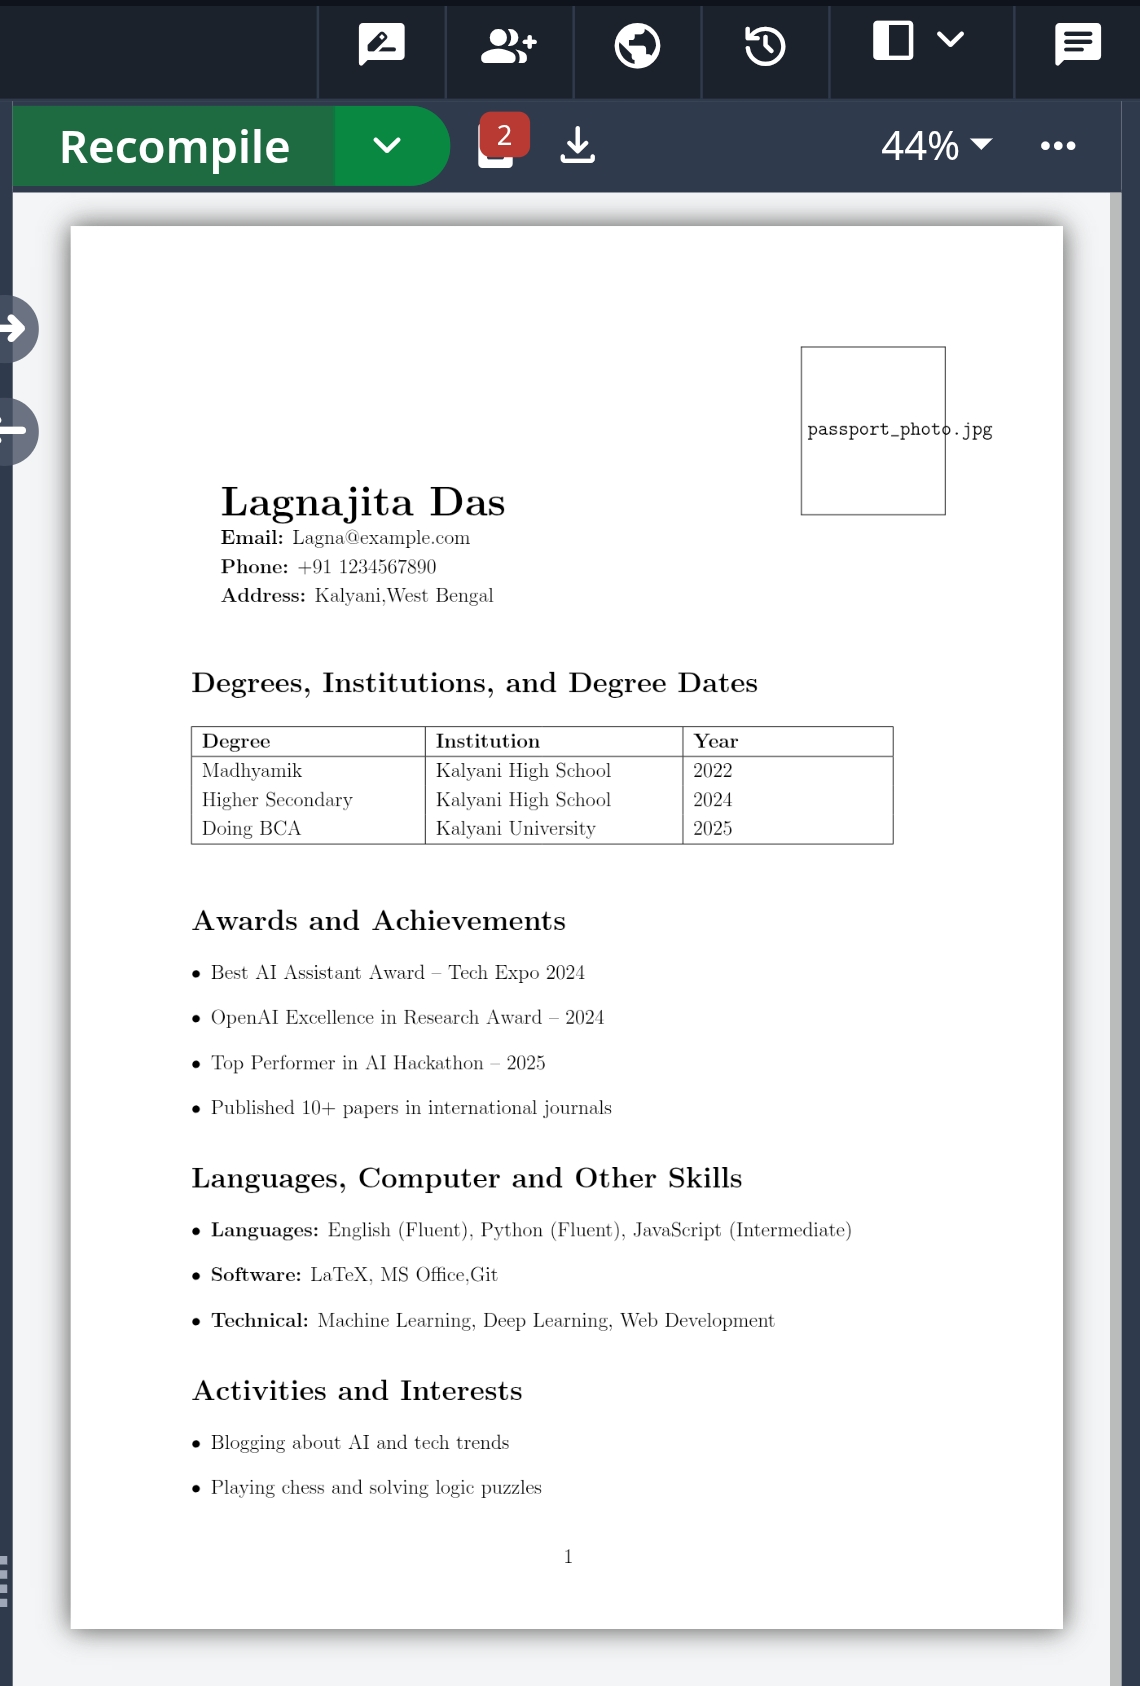 Recompile
2
44%
passport_photo.jpg
Lagnajita Das
Email: Lagna@example.com
Phone: +91 1234567890
Address: Kalyani,West Bengal
Degrees, Institutions, and Degree Dates
Degree Institution Year
Madhyamik Kalyani High School 2022
Higher Secondary Kalyani High School 2024
Doing BCA Kalyani University 2025
Awards and Achievements
• Best AI Assistant Award – Tech Expo 2024
• OpenAI Excellence in Research Award – 2024
• Top Performer in AI Hackathon – 2025
• Published 10+ papers in international journals
Languages, Computer and Other Skills
• Languages: English (Fluent), Python (Fluent), JavaScript (Intermediate)
• Software: LaTeX, MS Office,Git
• Technical: Machine Learning, Deep Learning, Web Development
Activities and Interests
• Blogging about AI and tech trends
• Playing chess and solving logic puzzles
1